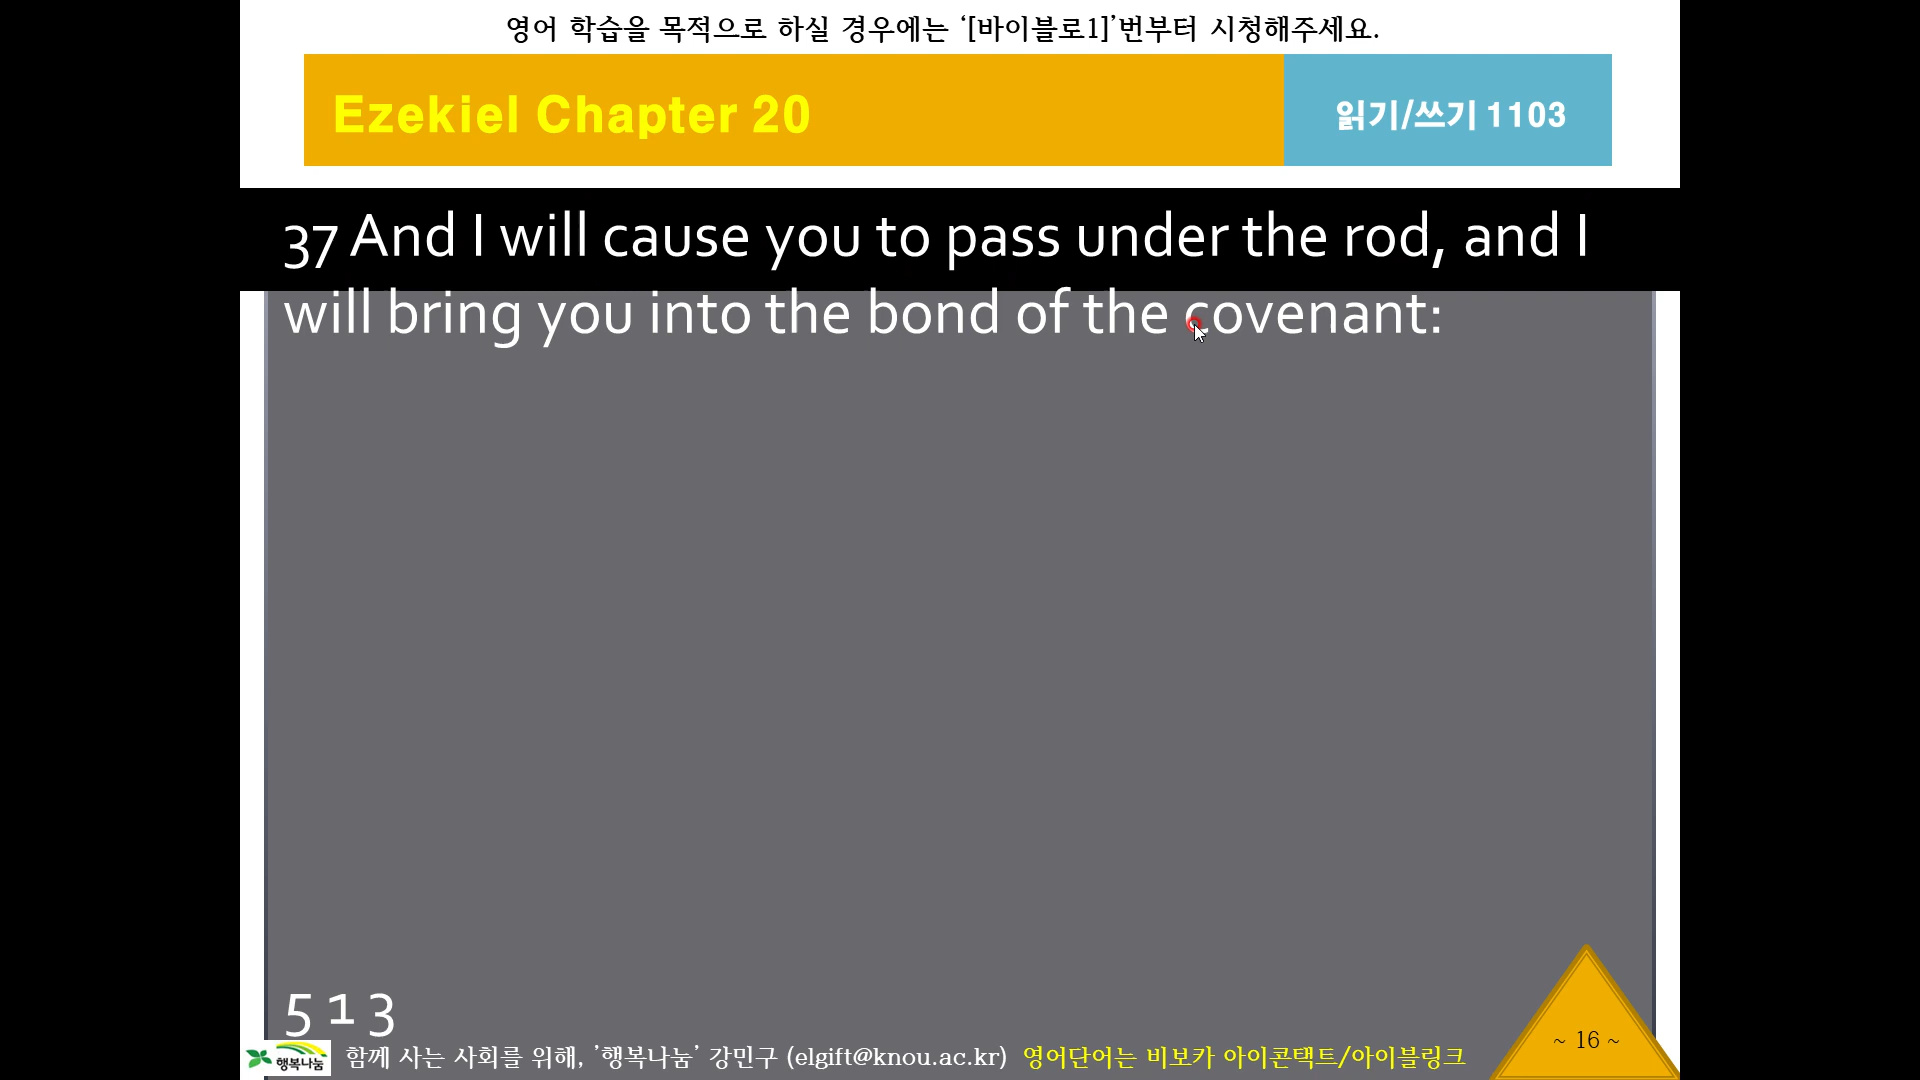 영어 학습을 목적으로 하실 경우에는 ‘[바이블로1]’번부터 시청해주세요.
Ezekiel Chapter 20
읽기/쓰기 1103
37 And I will cause you to pass under the rod, and I
will bring you into the bond of the covenant:
5 1 3
~ 16 ~
행복나눔 함께 사는 사회를 위해, ’행복나눔’ 강민구 (elgift@knou.ac.kr) 영어단어는 비보카 아이콘택트/아이블링크